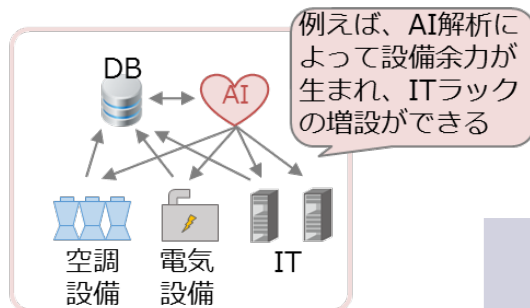 例えば、AI解析に
よって設備余力が
生まれ、ITラック
の増設ができる
DB
AI
空調
設備
電気
設備
IT